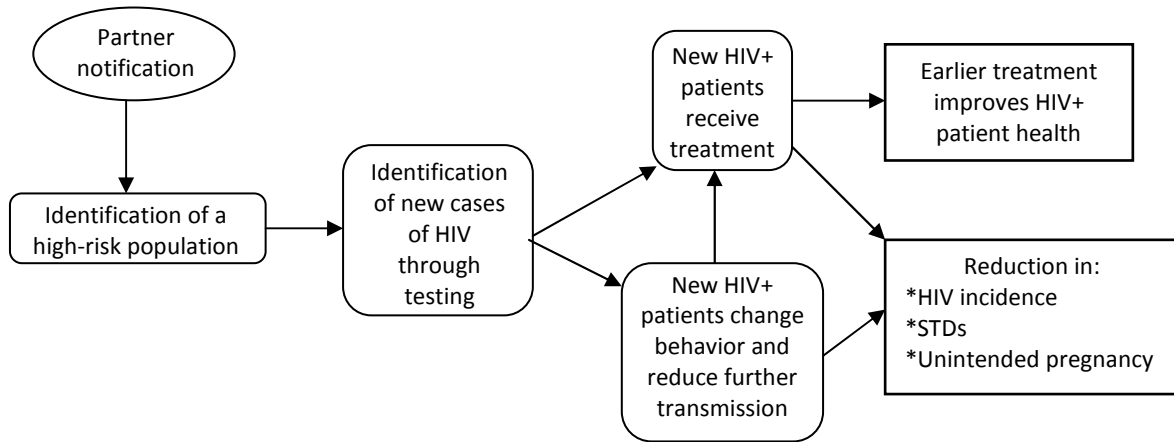 Partner
notification
Identification of a
high-risk population
Identification
of new cases
of HIV
through
testing
New HIV+
patients
receive
treatment
New HIV+
patients change
behavior and
reduce further
transmission
Earlier treatment
improves HIV+
patient health
Reduction in:
*HIV incidence
*STDs
*Unintended pregnancy